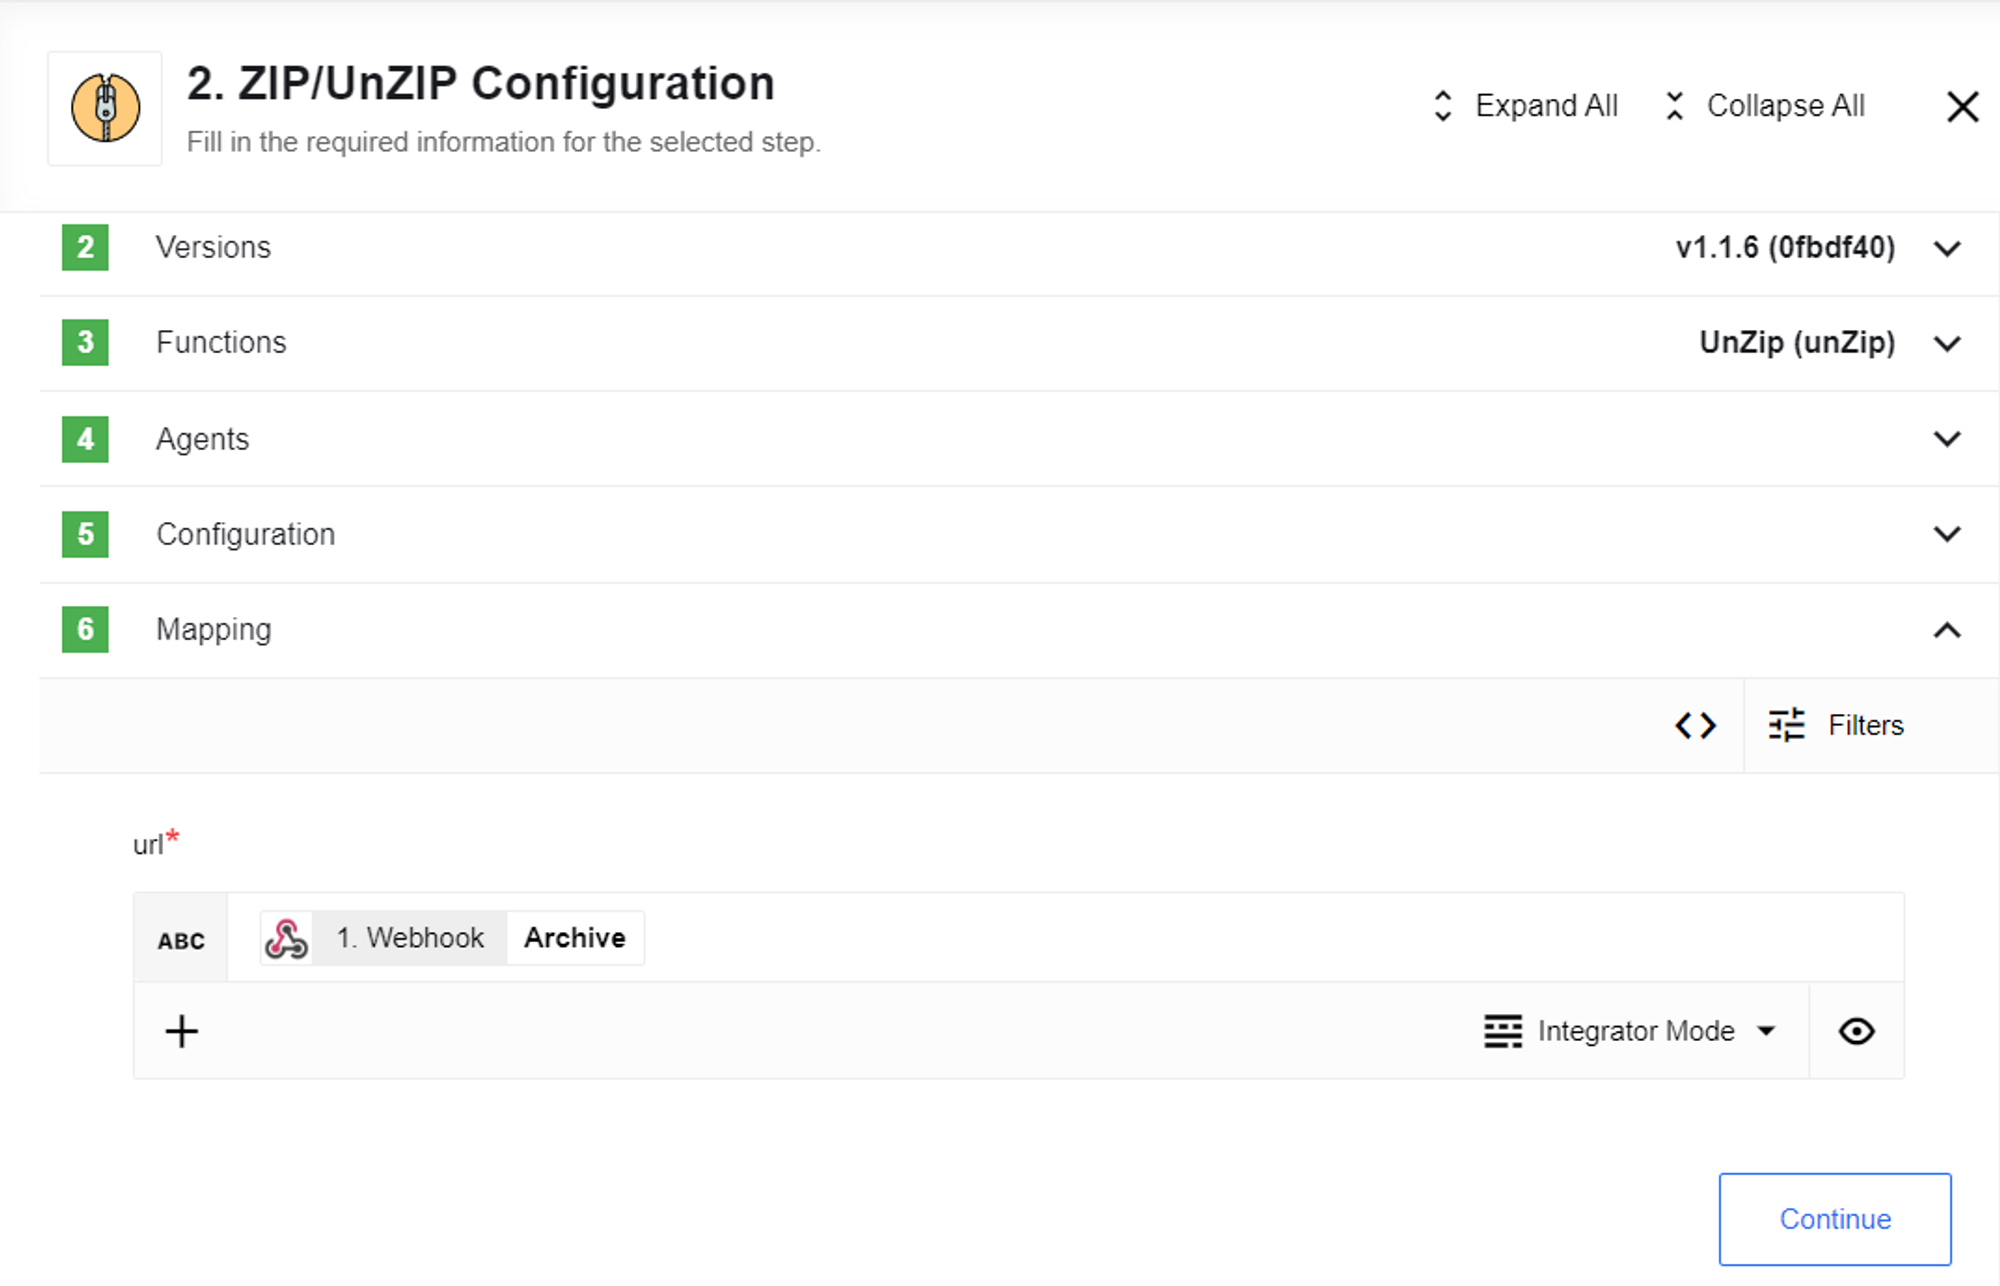 2. ZIP/UnZIP Configuration
Fill in the required information for the selected step.
Expand All
Collapse All
2 Versions v1.1.6 (0fbdf40)
3 Functions UnZip (unZip)
4 Agents
5 Configuration
6 Mapping
Filters
url*
ABC 1. Webhook Archive
Integrator Mode
Continue